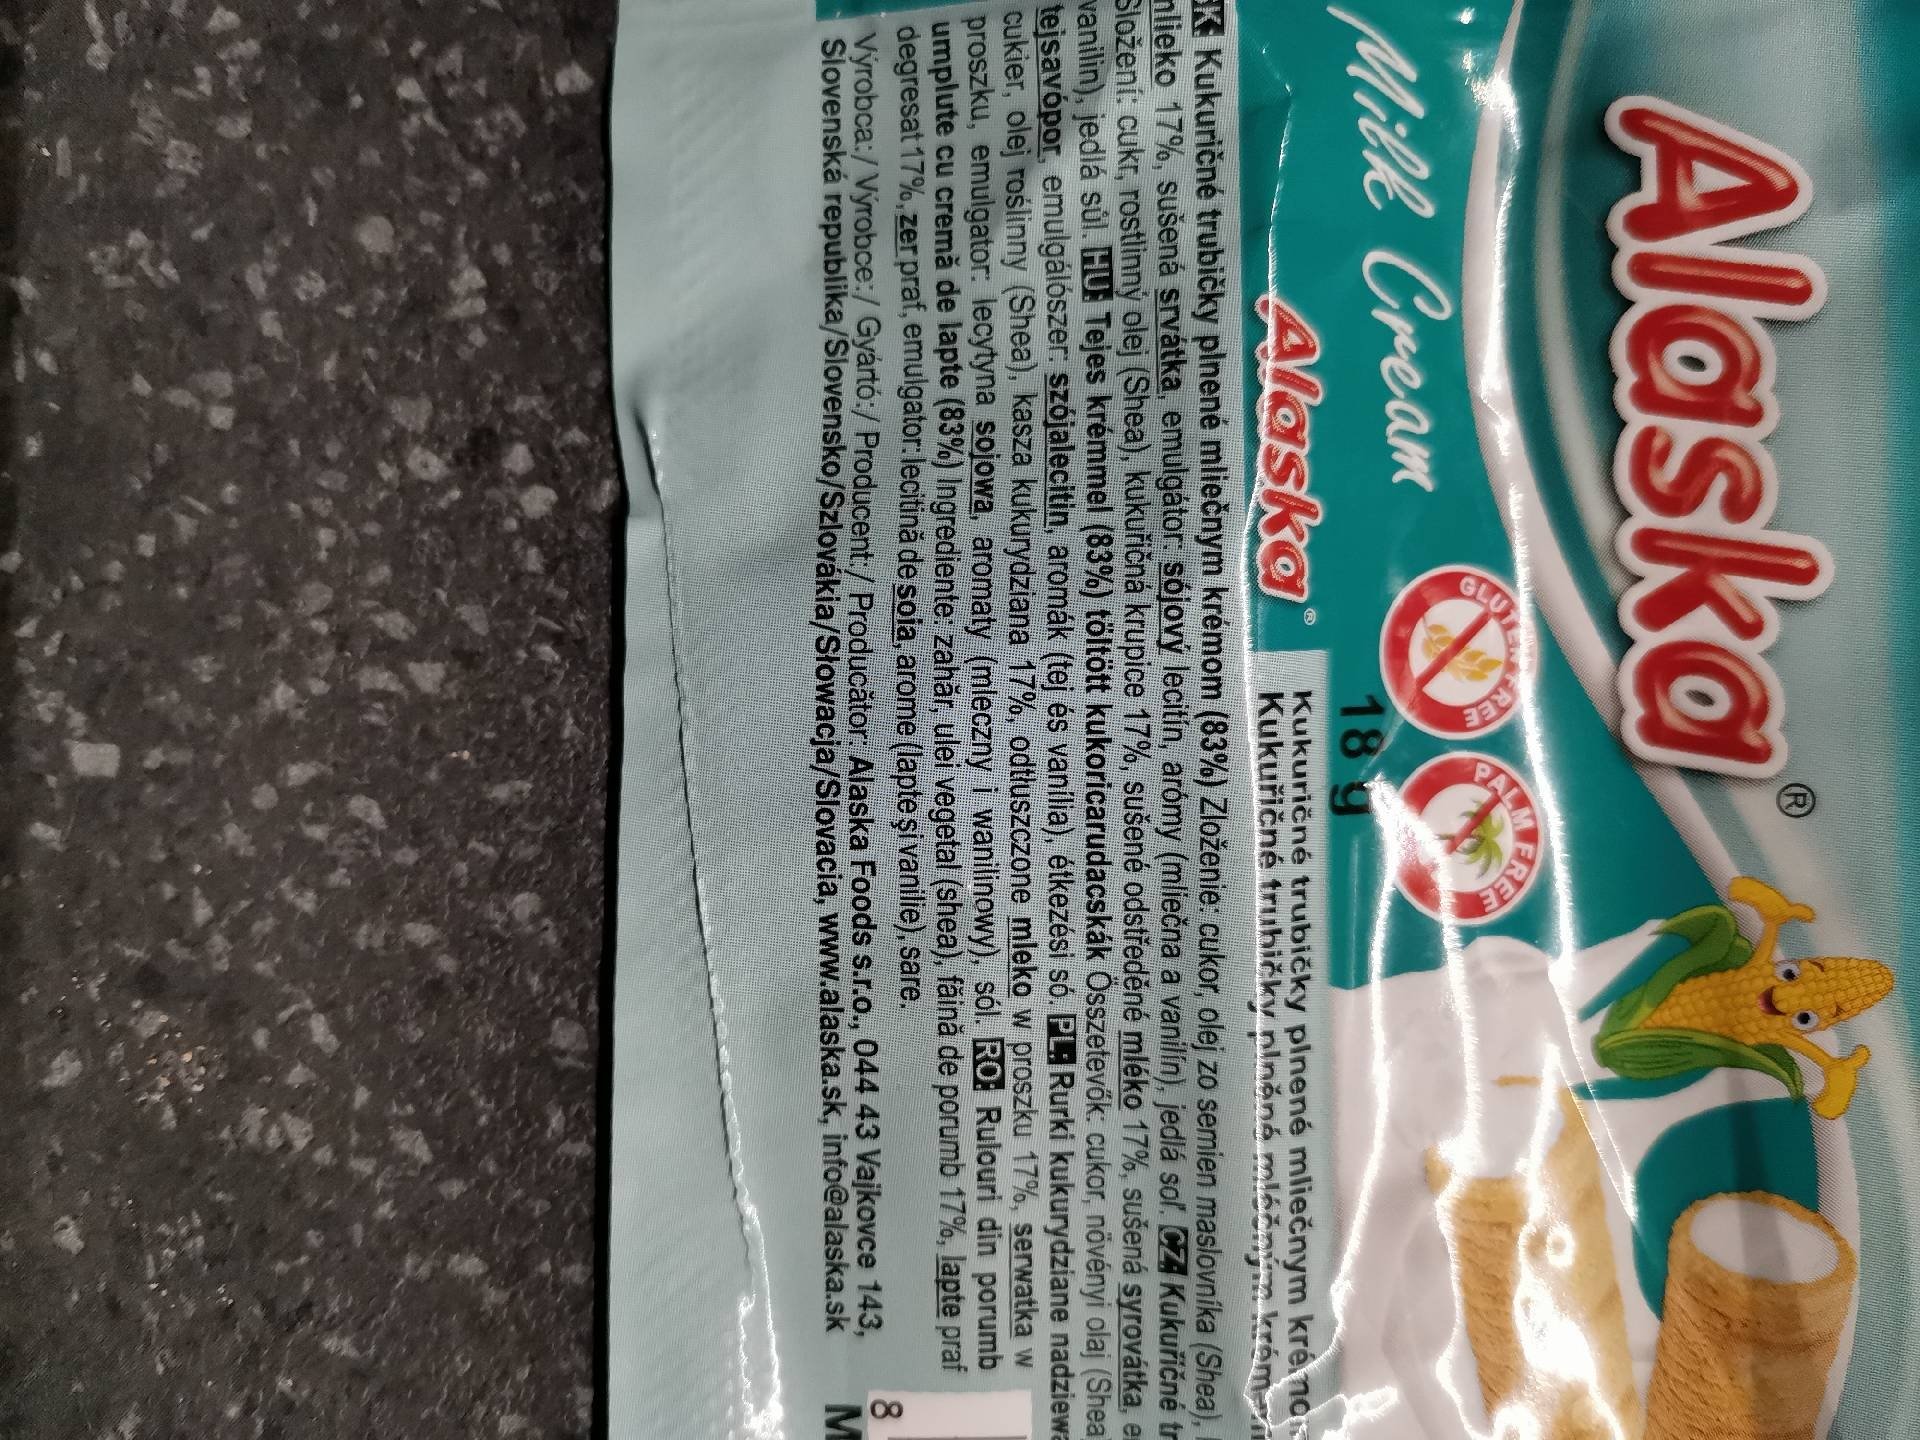 Alaska®
Milk Cream
GLUTEN FREE
PALM FREE
18 g
Alaska®
Kukuričné trubičky plnené mliečnym krémom
Kukuřičné trubičky plněné mléčným krémem
SK Kukuričné trubičky plnené mliečnym krémom (83%) Zloženie: cukor, olej zo semien maslovníka (Shea),
mlieko 17%, sušená srvátka, emulgátor: sójový lecitín, arómy (mliečna a vanilín), jedlá soľ. CZ: Kukuřičné
Složení: cukr, rostlinný olej (Shea), kukuřičná krupice 17%, sušené odstředěné mléko 17%, sušená syrovátka,
vanilin), jedlá sůl. HU: Tejes krémmel (83%) töltött kukoricarudacskák Összetevők: cukor, növényi olaj (Shea
tejsavópor, emulgálószer: szójalecitin, aromák (tej és vanília), étkezési só. PL: Rurki kukurydziane nadziew
cukier, olej roślinny (Shea), kasza kukurydziana 17%, odtłuszczone mleko w proszku 17%, serwatka w
proszku, emulgator: lecytyna sojowa, aromaty (mleczny i wanilinowy), sól. RO: Rulouri din porumb
umplute cu cremă de lapte (83%) Ingrediente: zahăr, ulei vegetal (shea), făină de porumb 17%, lapte praf
degresat 17%, zer praf, emulgator: lecitină de soia, arome (lapte și vanilie), sare.
Výrobca: / Výrobce: / Gyártó: / Producent: / Producător: Alaska Foods s.r.o., 044 43 Vajkovce 143,
Slovenská republika/Slovensko/Szlovákia/Słowacja/Slovacia, www.alaska.sk, info@alaska.sk
8
M